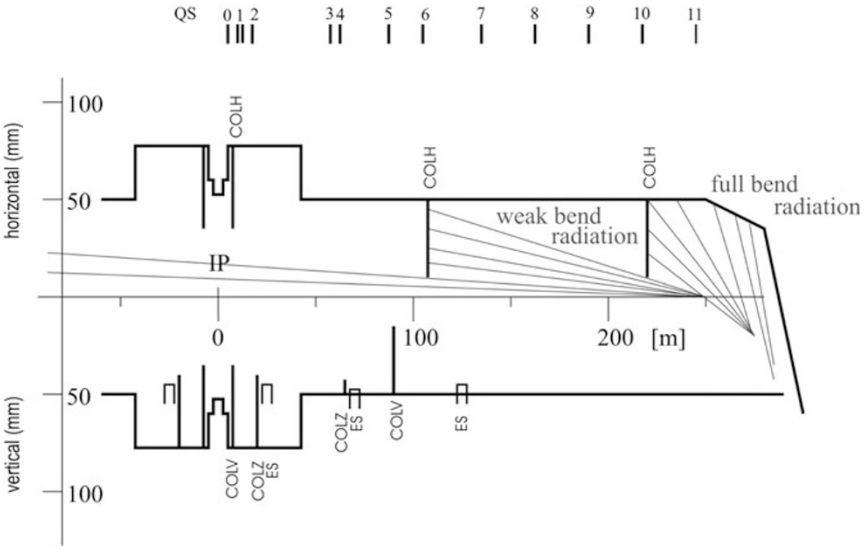 QS 0 1 2 3 4 5 6 7 8 9 10 11
100
COLH
horizontal (mm)
50
COLH
COLH
full bend
radiation
weak bend
radiation
IP
0 100 200 [m]
vertical (mm)
50
COLZ
ES
COLV
ES
COLV
COLZ
ES
100